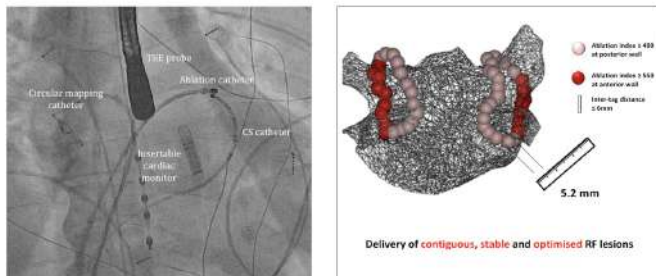 TEE probe
Ablation catheter
Circular mapping
catheter
CS catheter
Insertable
cardiac
monitor
Ablation index ≥ 400
at posterior wall
Ablation index ≥ 550
at anterior wall
Inter-tag distance
≤ 6mm
5.2 mm
Delivery of contiguous, stable and optimised RF lesions